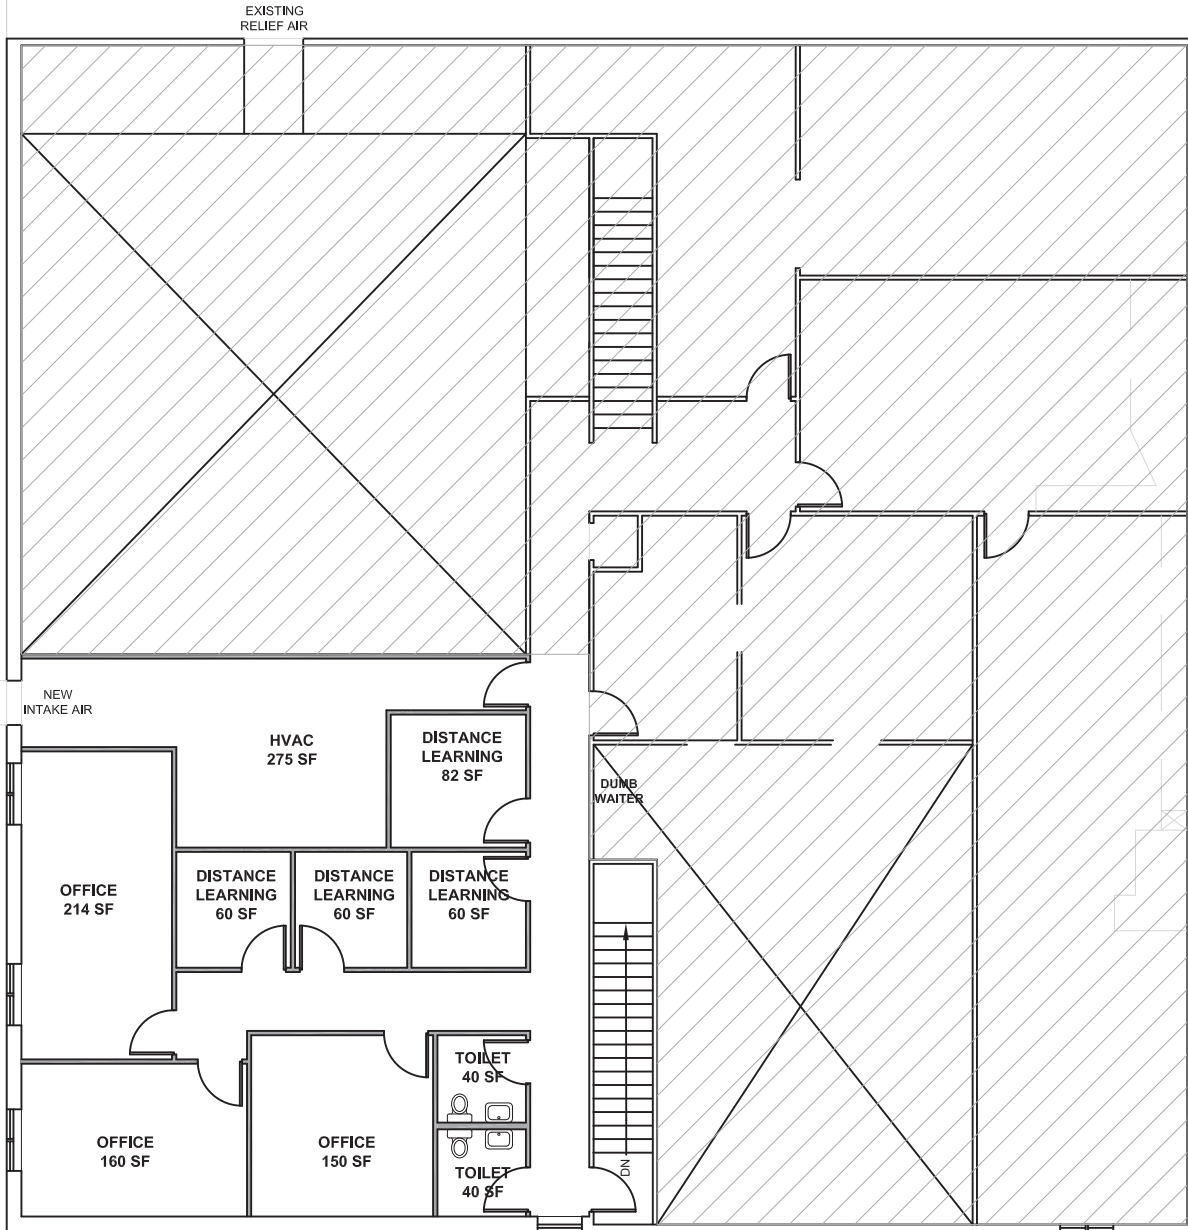 EXISTING
RELIEF AIR
NEW
INTAKE AIR
HVAC
275 SF
DISTANCE
LEARNING
82 SF
DUMB
WAITER
OFFICE
214 SF
DISTANCE
LEARNING
60 SF
DISTANCE
LEARNING
60 SF
DISTANCE
LEARNING
60 SF
TOILET
40 SF
OFFICE
160 SF
OFFICE
150 SF
TOILET
40 SF
DN